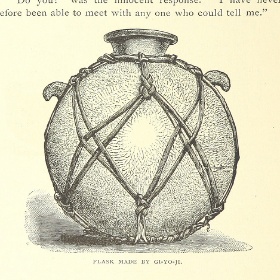 Do you?" was the innocent response. "I have never
efore been able to meet with any one who could tell me."
FLASK MADE BY GI-YO-JI.